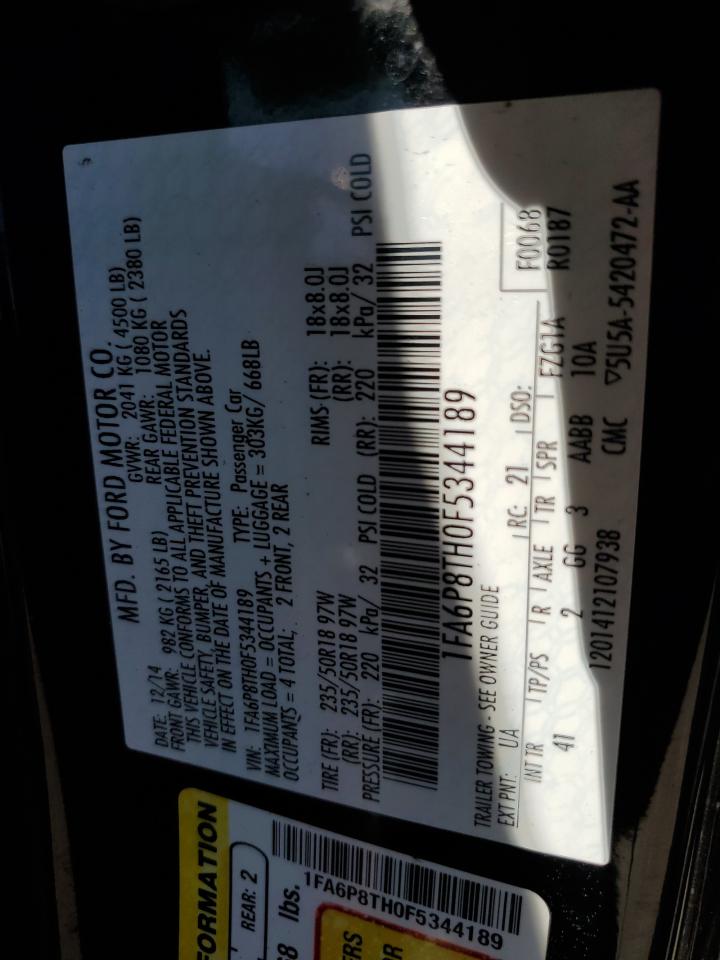 MFD. BY FORD MOTOR CO.
DATE: 12/14 GVWR: 2041 KG ( 4500 LB)
FRONT GAWR: 982 KG ( 2165 LB) REAR GAWR: 1080 KG ( 2380 LB)
THIS VEHICLE CONFORMS TO ALL APPLICABLE FEDERAL MOTOR
VEHICLE SAFETY, BUMPER, AND THEFT PREVENTION STANDARDS
IN EFFECT ON THE DATE OF MANUFACTURE SHOWN ABOVE.
VIN: 1FA6P8TH0F5344189 TYPE: Passenger Car
MAXIMUM LOAD = OCCUPANTS + LUGGAGE = 303KG/ 668LB
OCCUPANTS = 4 TOTAL; 2 FRONT, 2 REAR
TIRE (FR): 235/50R18 97W RIMS (FR): 18x8.0J
(RR): 235/50R18 97W (RR): 18x8.0J
PRESSURE (FR): 220 kPa/ 32 PSI COLD (RR): 220 kPa/ 32 PSI COLD
1FA6P8TH0F5344189
TRAILER TOWING - SEE OWNER GUIDE
F0068
EXT PNT: UA RC: 21 DSO: R0187
INT TR TP/PS R AXLE TR SPR FZG1A
41 2 GG 3 AABB 10A
1201412107938 CMC ▽5U5A-5420472-AA
5
FORMATION
REAR: 2
lbs.
1FA6P8TH0F5344189